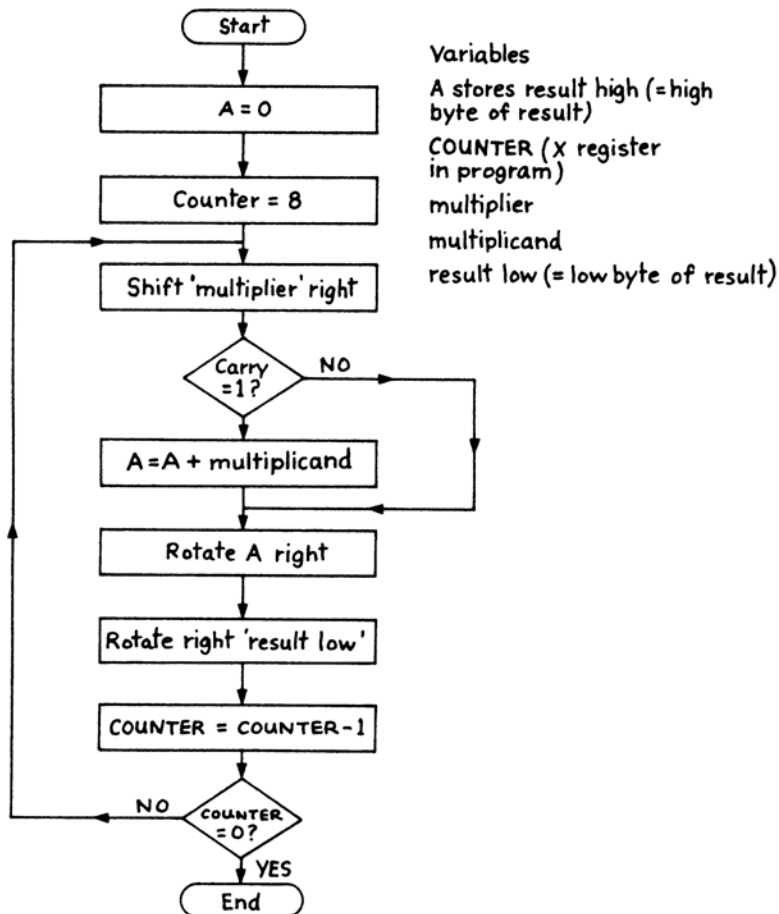 Start
A = 0
Counter = 8
Shift 'multiplier' right
Carry
=1?
NO
A=A + multiplicand
Rotate A right
Rotate right 'result low'
COUNTER = COUNTER-1
NO
COUNTER
=0?
YES
End
Variables
A stores result high (=high
byte of result)
COUNTER (X register
in program)
multiplier
multiplicand
result low (= low byte of result)